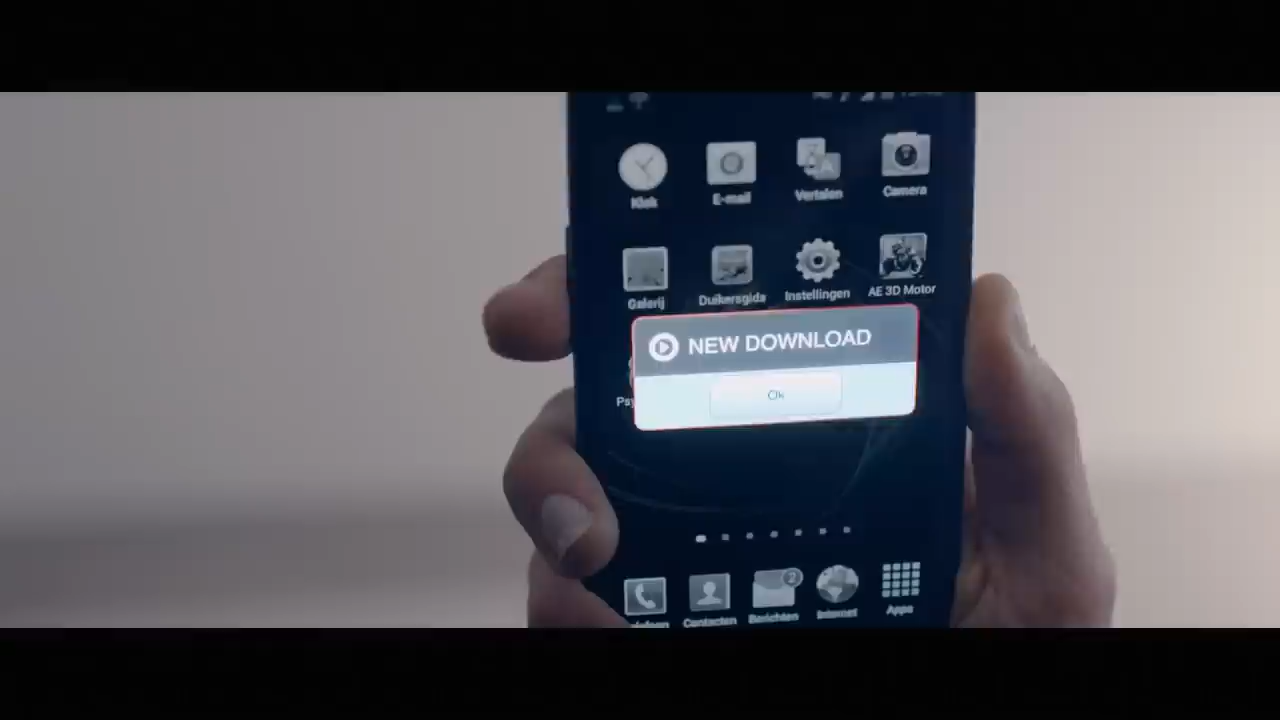 Klok E-mail Vertalen Camera
Galerij Duikersgids Instellingen AE 3D Motor
NEW DOWNLOAD
Ok
Contacten Berichten Internet Apps
2